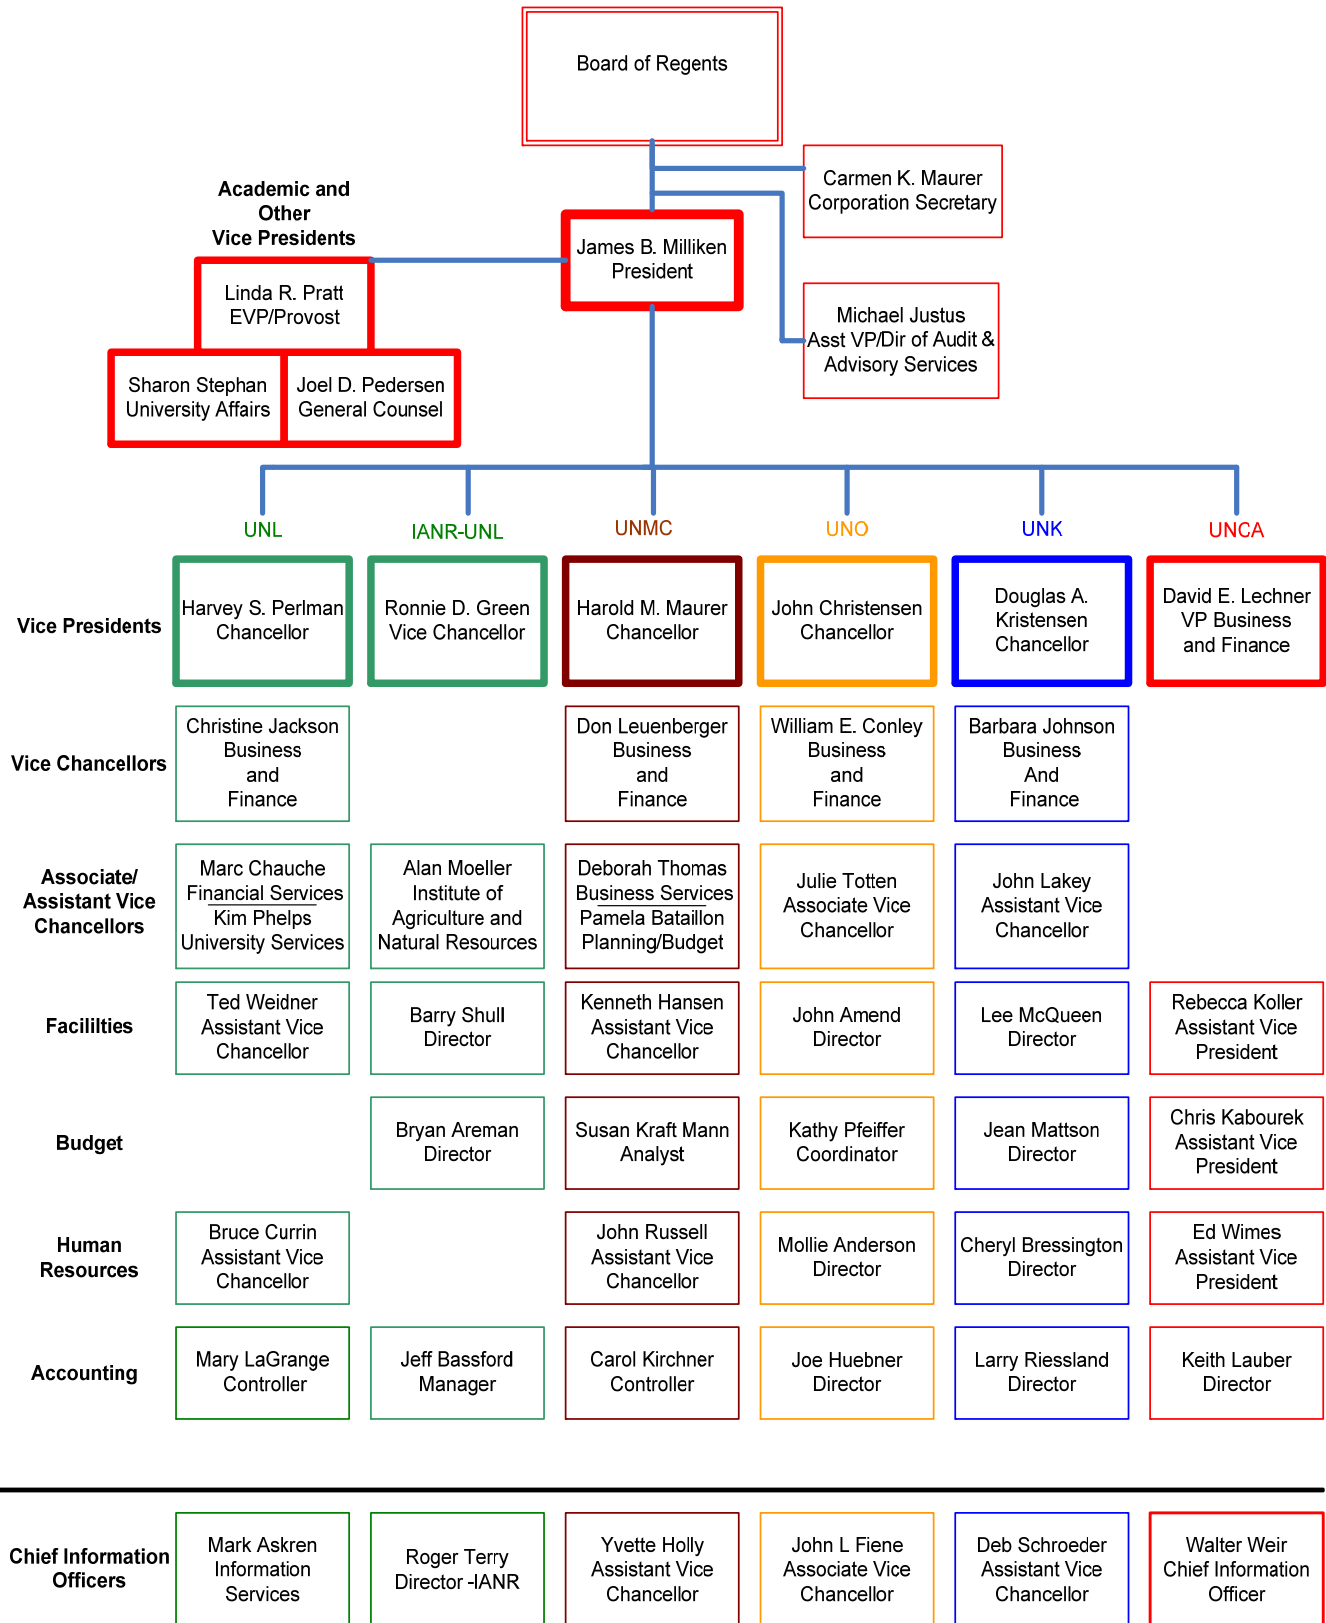 Board of Regents
Carmen K. Maurer
Corporation Secretary
Academic and
Other
Vice Presidents
James B. Milliken
President
Linda R. Pratt
EVP/Provost
Michael Justus
Asst VP/Dir of Audit &
Advisory Services
Sharon Stephan
University Affairs
Joel D. Pedersen
General Counsel
UNL
IANR-UNL
UNMC
UNO
UNK
UNCA
Vice Presidents
Harvey S. Perlman
Chancellor
Ronnie D. Green
Vice Chancellor
Harold M. Maurer
Chancellor
John Christensen
Chancellor
Douglas A.
Kristensen
Chancellor
David E. Lechner
VP Business
and Finance
Vice Chancellors
Christine Jackson
Business
and
Finance
Don Leuenberger
Business
and
Finance
William E. Conley
Business
and
Finance
Barbara Johnson
Business
And
Finance
Associate/
Assistant Vice
Chancellors
Marc Chauche
Financial Services
Kim Phelps
University Services
Alan Moeller
Institute of
Agriculture and
Natural Resources
Deborah Thomas
Business Services
Pamela Bataillon
Planning/Budget
Julie Totten
Associate Vice
Chancellor
John Lakey
Assistant Vice
Chancellor
Facililties
Ted Weidner
Assistant Vice
Chancellor
Barry Shull
Director
Kenneth Hansen
Assistant Vice
Chancellor
John Amend
Director
Lee McQueen
Director
Rebecca Koller
Assistant Vice
President
Budget
Bryan Areman
Director
Susan Kraft Mann
Analyst
Kathy Pfeiffer
Coordinator
Jean Mattson
Director
Chris Kabourek
Assistant Vice
President
Human
Resources
Bruce Currin
Assistant Vice
Chancellor
John Russell
Assistant Vice
Chancellor
Mollie Anderson
Director
Cheryl Bressington
Director
Ed Wimes
Assistant Vice
President
Accounting
Mary LaGrange
Controller
Jeff Bassford
Manager
Carol Kirchner
Controller
Joe Huebner
Director
Larry Riessland
Director
Keith Lauber
Director
Chief Information
Officers
Mark Askren
Information
Services
Roger Terry
Director -IANR
Yvette Holly
Assistant Vice
Chancellor
John L Fiene
Associate Vice
Chancellor
Deb Schroeder
Assistant Vice
Chancellor
Walter Weir
Chief Information
Officer